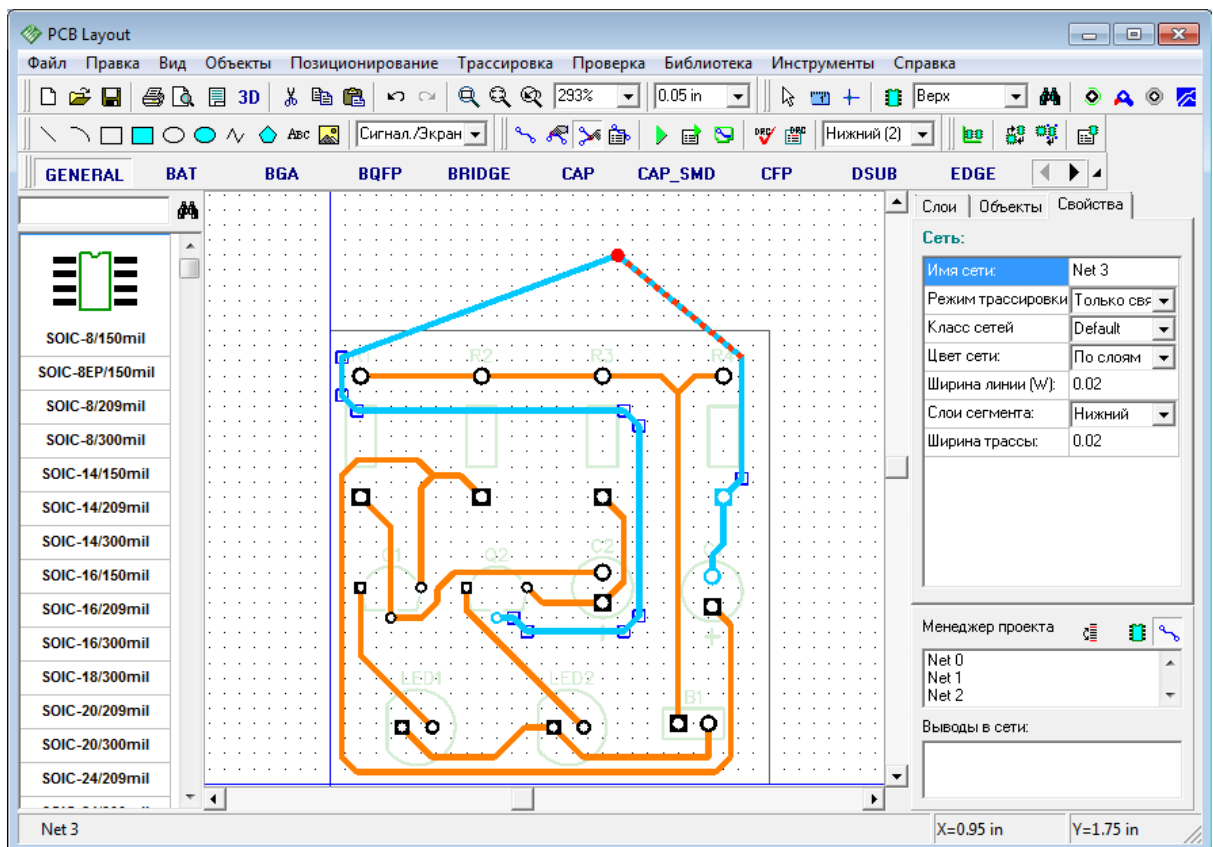 PCB Layout
Файл Правка Вид Объекты Позиционирование Трассировка Проверка Библиотека Инструменты Справка
3D 293% 0.05 in Верх
ABC Сигнал./Экран DRC DRC Нижний (2)
GENERAL BAT BGA BQFP BRIDGE CAP CAP_SMD CFP DSUB EDGE
Слои Объекты Свойства
Сеть:
Имя сети: Net 3
Режим трассировки Только свя
Класс сетей Default
Цвет сети: По слоям
Ширина линии (W): 0.02
Слои сегмента: Нижний
Ширина трассы: 0.02
SOIC-8/150mil
SOIC-8EP/150mil
SOIC-8/209mil
SOIC-8/300mil
SOIC-14/150mil
SOIC-14/209mil
SOIC-14/300mil
SOIC-16/150mil
SOIC-16/209mil
SOIC-16/300mil
SOIC-18/300mil
SOIC-20/209mil
SOIC-20/300mil
SOIC-24/209mil
R2 R3
Q2 C2
LED1 LED2 B1
Менеджер проекта
Net 0
Net 1
Net 2
Выводы в сети:
Net 3 X=0.95 in Y=1.75 in